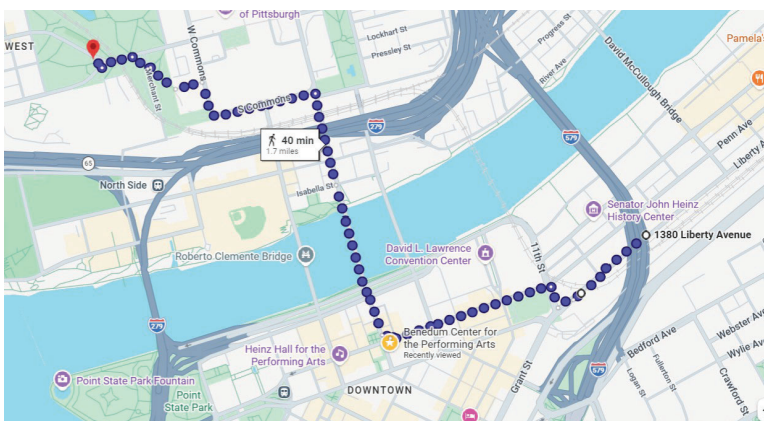 of Pittsburgh
WEST
W Commons
Lockhart St
Pressley St
Progress St
River Ave
David McCullough Bridge
Pamela's
Merchant St
S Commons
279
579
40 min
1.7 miles
Penn Ave
Liberty A
65
North Side
Isabella St
Senator John Heinz
History Center
1380 Liberty Avenue
Roberto Clemente Bridge
David L. Lawrence
Convention Center
11th St
279
Benedum Center for
the Performing Arts
Recently viewed
Heinz Hall for the
Performing Arts
Bedford Ave
Webster Ave
Wylie Ave
Fullerton St
Logan St
Crawford St
579
Grant St
Point State Park Fountain
Point
State Park
DOWNTOWN